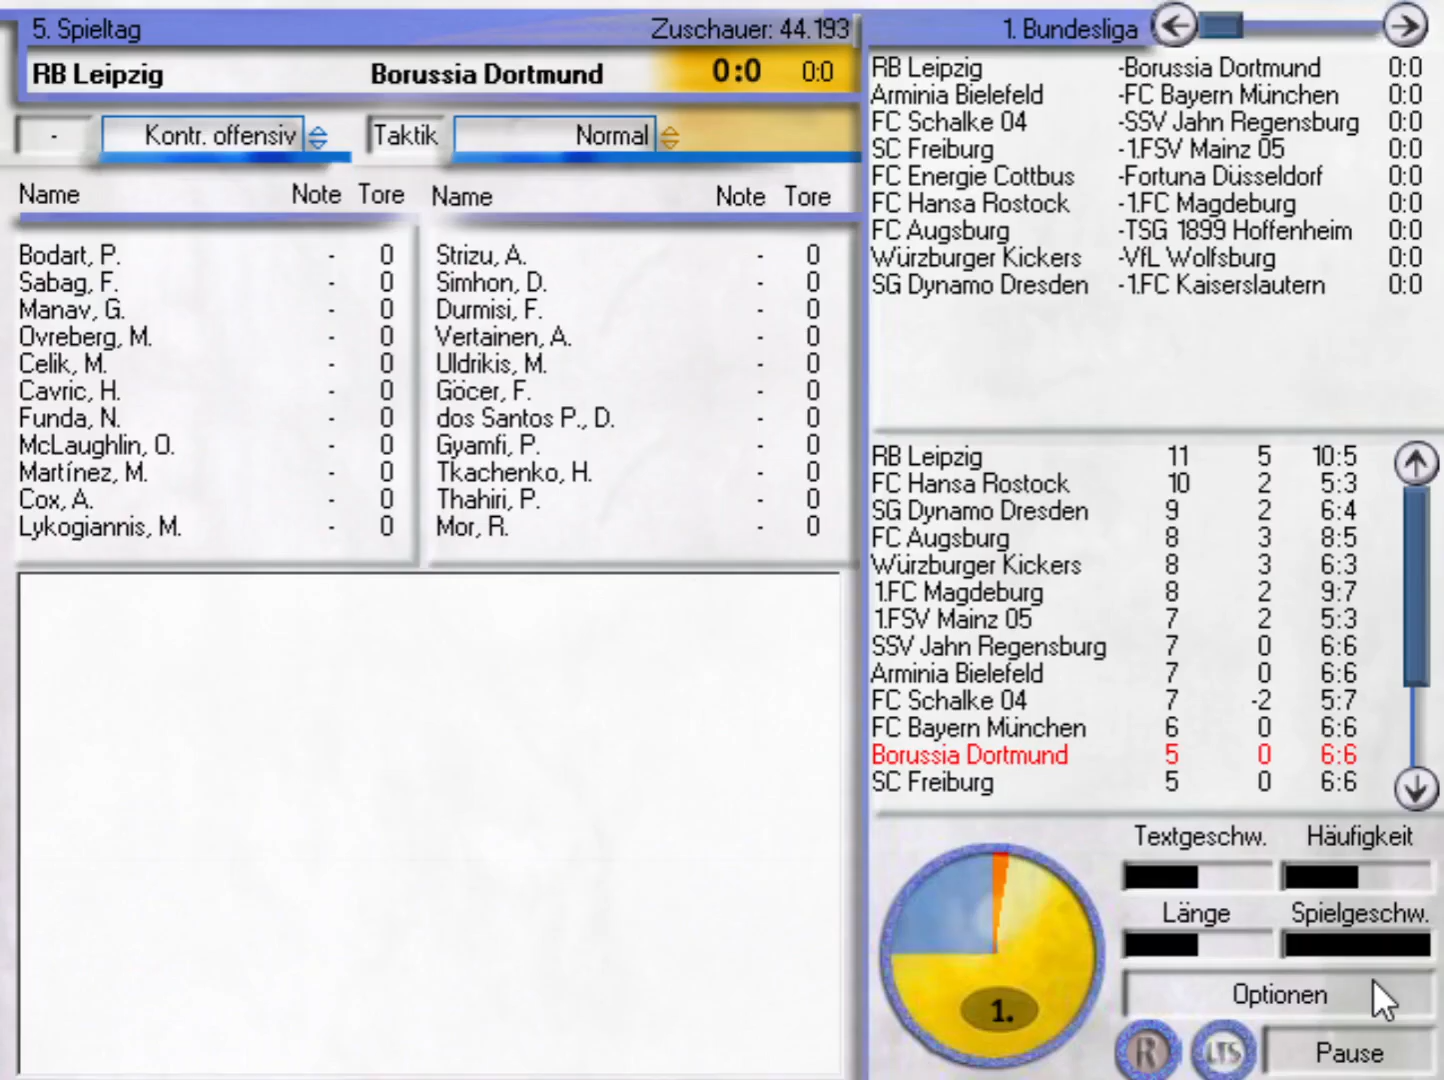 5. Spieltag Zuschauer: 44.193
RB Leipzig Borussia Dortmund 0:0 0:0
- Kontr. offensiv Taktik Normal
Name Note Tore Name Note Tore
Bodart, P. - 0 Strizu, A. - 0
Sabag, F. - 0 Simhon, D. - 0
Manav, G. - 0 Durmisi, F. - 0
Ovreberg, M. - 0 Vertainen, A. - 0
Celik, M. - 0 Uldrikis, M. - 0
Cavric, H. - 0 Göcer, F. - 0
Funda, N. - 0 dos Santos P., D. - 0
McLaughlin, O. - 0 Gyamfi, P. - 0
Martínez, M. - 0 Tkachenko, H. - 0
Cox, A. - 0 Thahiri, P. - 0
Lykogiannis, M. - 0 Mor, R. - 0
1. Bundesliga
RB Leipzig -Borussia Dortmund 0:0
Arminia Bielefeld -FC Bayern München 0:0
FC Schalke 04 -SSV Jahn Regensburg 0:0
SC Freiburg -1.FSV Mainz 05 0:0
FC Energie Cottbus -Fortuna Düsseldorf 0:0
FC Hansa Rostock -1.FC Magdeburg 0:0
FC Augsburg -TSG 1899 Hoffenheim 0:0
Würzburger Kickers -VfL Wolfsburg 0:0
SG Dynamo Dresden -1.FC Kaiserslautern 0:0
RB Leipzig 11 5 10:5
FC Hansa Rostock 10 2 5:3
SG Dynamo Dresden 9 2 6:4
FC Augsburg 8 3 8:5
Würzburger Kickers 8 3 6:3
1.FC Magdeburg 8 2 9:7
1.FSV Mainz 05 7 2 5:3
SSV Jahn Regensburg 7 0 6:6
Arminia Bielefeld 7 0 6:6
FC Schalke 04 7 -2 5:7
FC Bayern München 6 0 6:6
Borussia Dortmund 5 0 6:6
SC Freiburg 5 0 6:6
Textgeschw. Häufigkeit
Länge Spielgeschw.
1.
Optionen
R LTS Pause